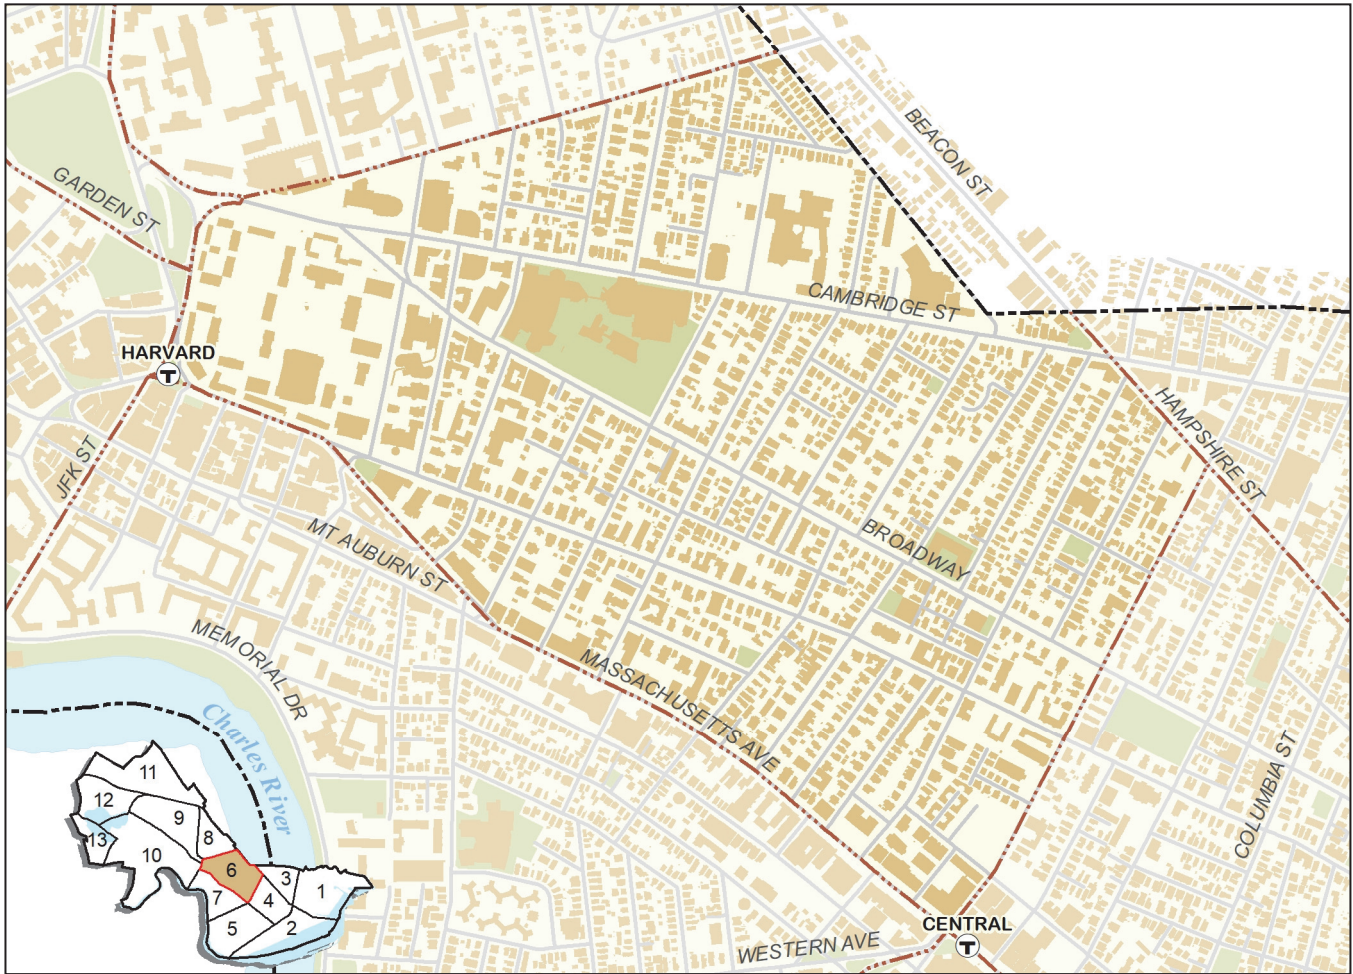 BEACON ST
GARDEN ST
CAMBRIDGE ST
HARVARD
T
HAMPSHIRE ST
JFK ST
MT AUBURN ST
BROADWAY
MEMORIAL DR
MASSACHUSETTS AVE
Charles River
COLUMBIA ST
11
12
9
8
13
10
6
3
1
7
4
5
2
CENTRAL
T
WESTERN AVE